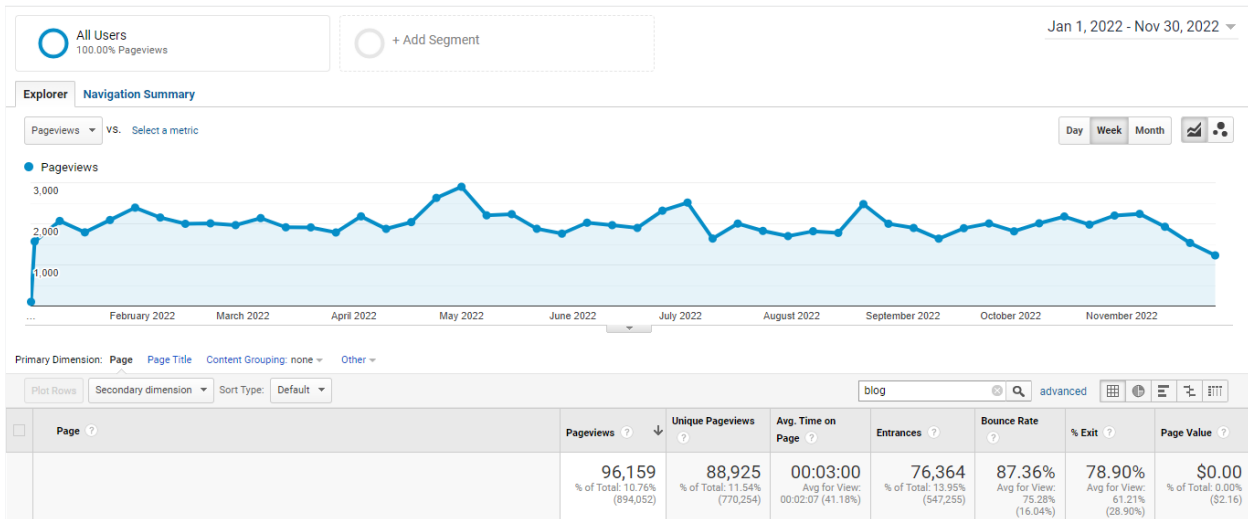 All Users
100.00% Pageviews
+ Add Segment
Jan 1, 2022 - Nov 30, 2022
Explorer
Navigation Summary
Pageviews
VS.
Select a metric
Day
Week
Month
Pageviews
3,000
2,000
1,000
...
February 2022
March 2022
April 2022
May 2022
June 2022
July 2022
August 2022
September 2022
October 2022
November 2022
Primary Dimension:
Page
Page Title
Content Grouping: none
Other
Plot Rows
Secondary dimension
Sort Type:
Default
blog
advanced
Page ?
Pageviews ?
Unique Pageviews
?
Avg. Time on
Page ?
Entrances ?
Bounce Rate
?
% Exit ?
Page Value ?
96,159
% of Total: 10.76%
(894,052)
88,925
% of Total: 11.54%
(770,254)
00:03:00
Avg for View:
00:02:07 (41.18%)
76,364
% of Total: 13.95%
(547,255)
87.36%
Avg for View:
75.28%
(16.04%)
78.90%
Avg for View:
61.21%
(28.90%)
$0.00
% of Total: 0.00%
($2.16)